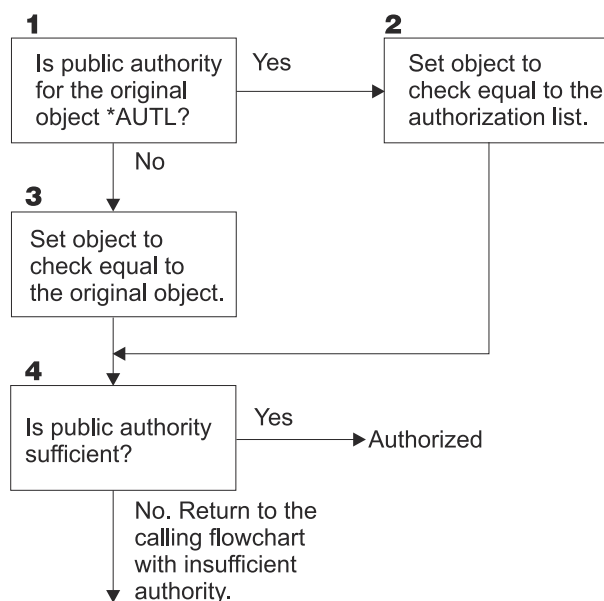 1
Is public authority
for the original
object *AUTL?
Yes
2
Set object to
check equal to the
authorization list.
No
3
Set object to
check equal to
the original object.
4
Is public authority
sufficient?
Yes
Authorized
No. Return to the
calling flowchart
with insufficient
authority.